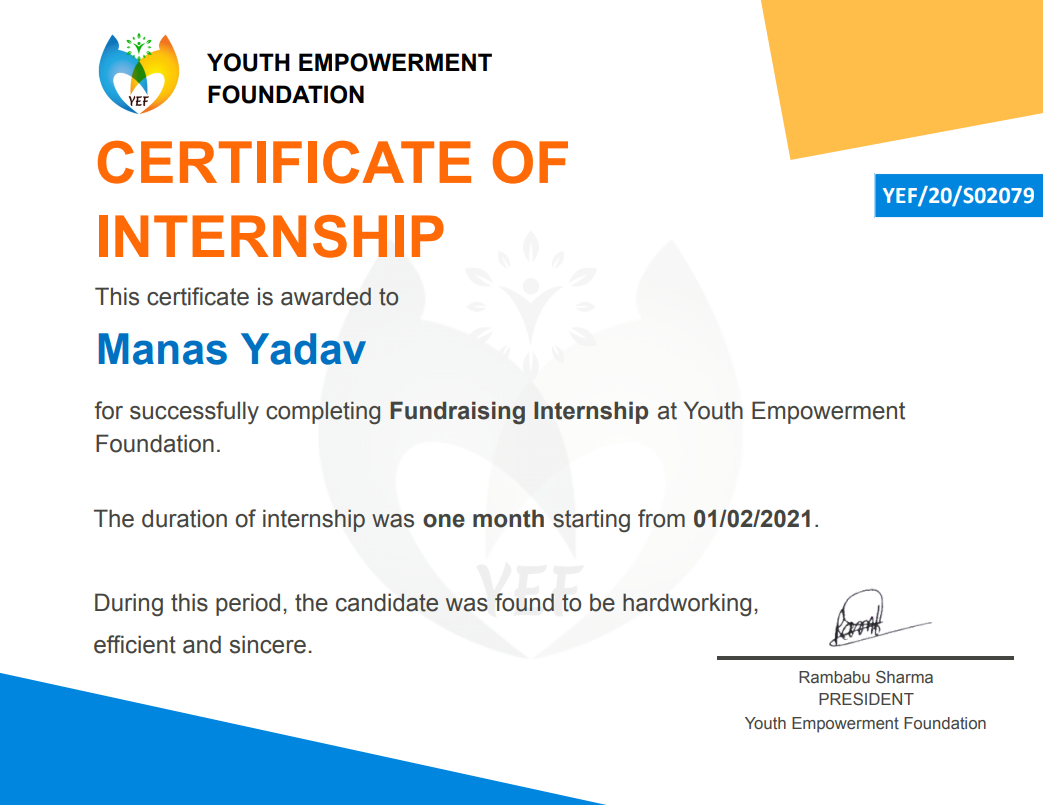 YEF
YOUTH EMPOWERMENT
FOUNDATION
CERTIFICATE OF
INTERNSHIP
YEF/20/S02079
This certificate is awarded to
Manas Yadav
for successfully completing Fundraising Internship at Youth Empowerment
Foundation.
The duration of internship was one month starting from 01/02/2021.
YEF
During this period, the candidate was found to be hardworking,
efficient and sincere.
Rambabu Sharma
PRESIDENT
Youth Empowerment Foundation